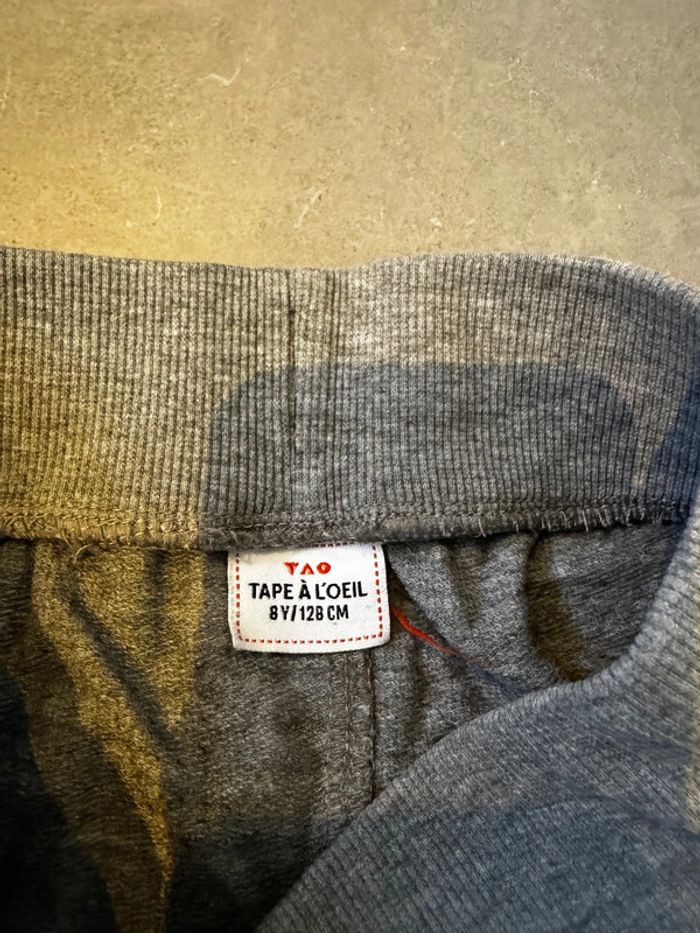 TAO
TAPE À L'OEIL
8Y/128 CM